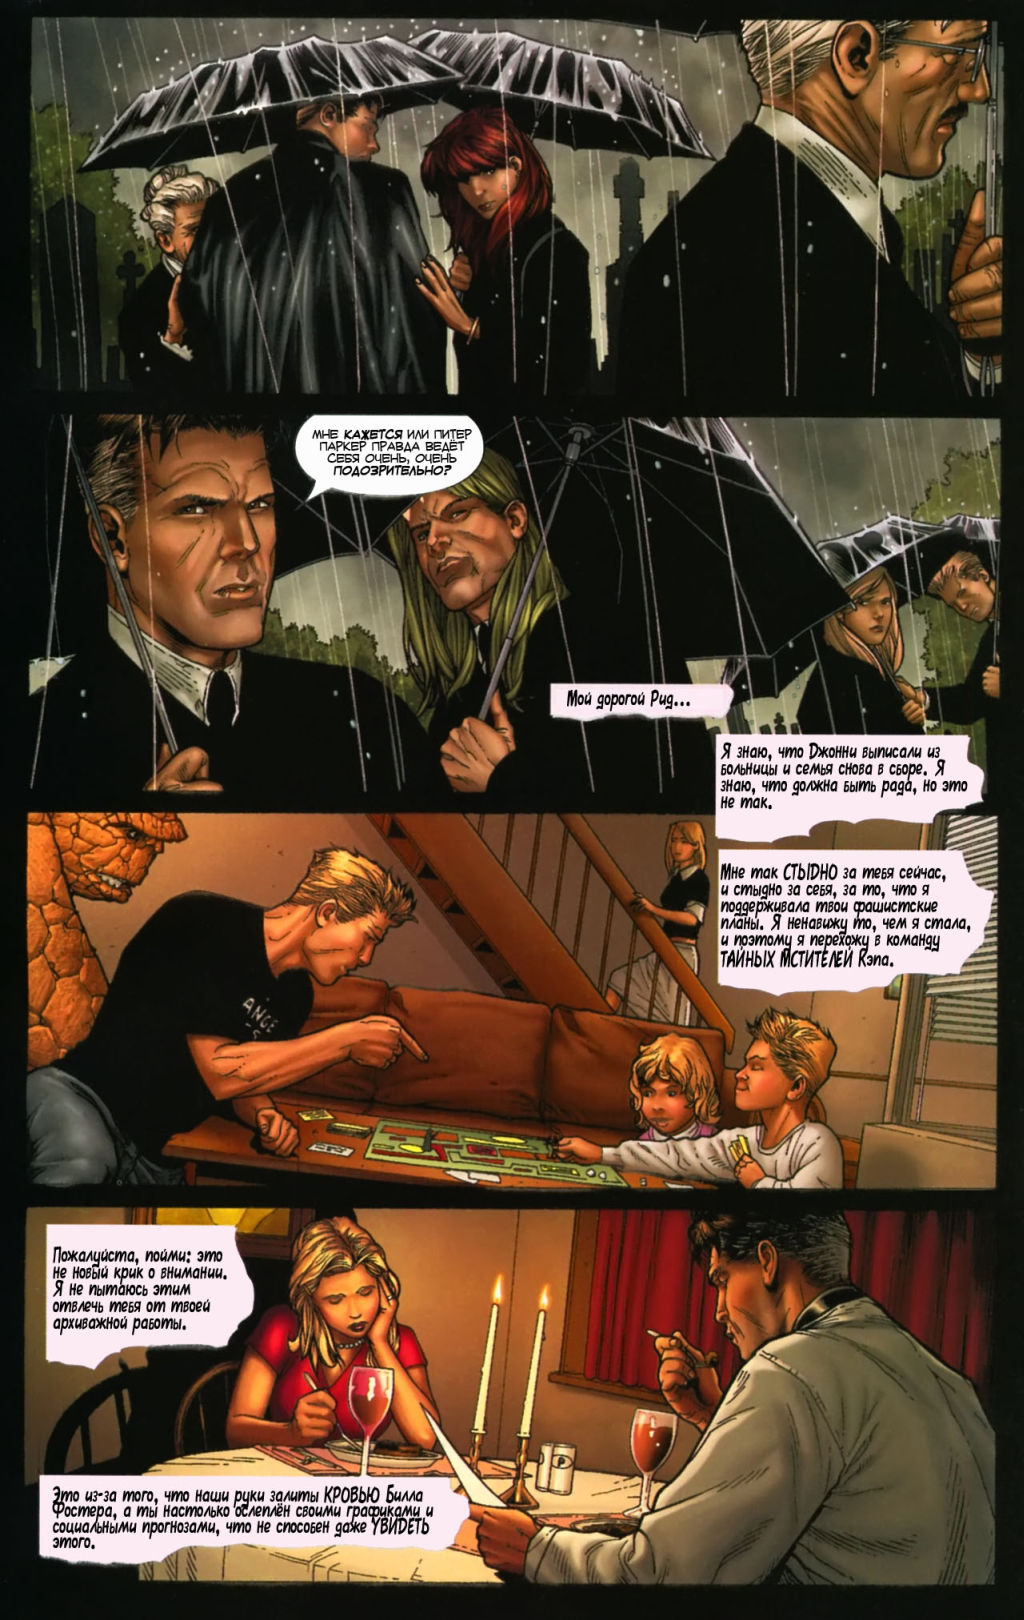 МНЕ КАЖЕТСЯ ИЛИ ПИТЕР
ПАРКЕР ПРАВДА ВЕДЁТ
СЕБЯ ОЧЕНЬ, ОЧЕНЬ
ПОДОЗРИТЕЛЬНО?
Мой дорогой Рид...
Я знаю, что Джонни выписали из
больницы и семья снова в сборе. Я
знаю, что должна быть рада, но это
не так.
Мне так СТЫДНО за тебя сейчас,
и стыдно за себя, за то, что я
поддерживала твои фашистские
планы. Я ненавижу то, чем я стала,
и поэтому я перехожу в команду
ТАЙНЫХ МСТИТЕЛЕЙ Кэпа.
ANGE
S
Пожалуйста, пойми: это
не новый крик о внимании.
Я не пытаюсь этим
отвлечь тебя от твоей
архиважной работы.
P
Это из-за того, что наши руки залиты КРОВЬЮ Билла
Фостера, а ты настолько ослеплён своими графиками и
социальными прогнозами, что не способен даже УВИДЕТЬ
этого.